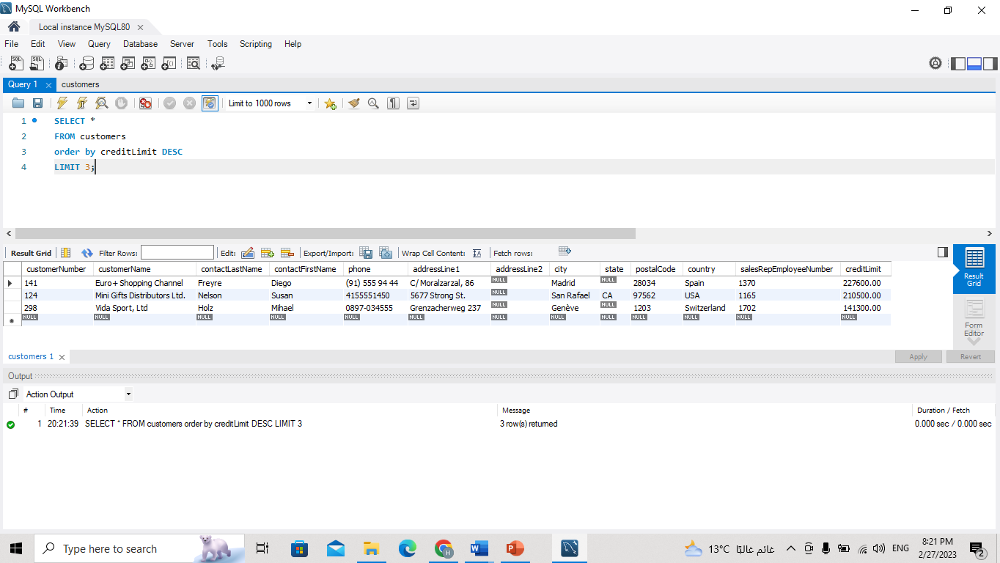 MySQL Workbench
Local instance MySQL80
File Edit View Query Database Server Tools Scripting Help
Query 1 customers
Limit to 1000 rows
1 SELECT *
2 FROM customers
3 order by creditLimit DESC
4 LIMIT 3;
Result Grid Filter Rows: Edit: Export/Import: Wrap Cell Content: Fetch rows:
customerNumber customerName contactLastName contactFirstName phone addressLine1 addressLine2 city state postalCode country salesRepEmployeeNumber creditLimit
141 Euro+ Shopping Channel Freyre Diego (91) 555 94 44 C/ Moralzarzal, 86 NULL Madrid NULL 28034 Spain 1370 227600.00
124 Mini Gifts Distributors Ltd. Nelson Susan 4155551450 5677 Strong St. NULL San Rafael CA 97562 USA 1165 210500.00
298 Vida Sport, Ltd Holz Mihael 0897-034555 Grenzacherweg 237 NULL Genève NULL 1203 Switzerland 1702 141300.00
NULL NULL NULL NULL NULL NULL NULL NULL NULL NULL NULL NULL NULL
Result
Grid
Form
Editor
customers 1
Apply Revert
Output
Action Output
# Time Action Message Duration / Fetch
1 20:21:39 SELECT * FROM customers order by creditLimit DESC LIMIT 3 3 row(s) returned 0.000 sec / 0.000 sec
Type here to search
13°C غائم غالبًا
ENG
8:21 PM
2/27/2023
2